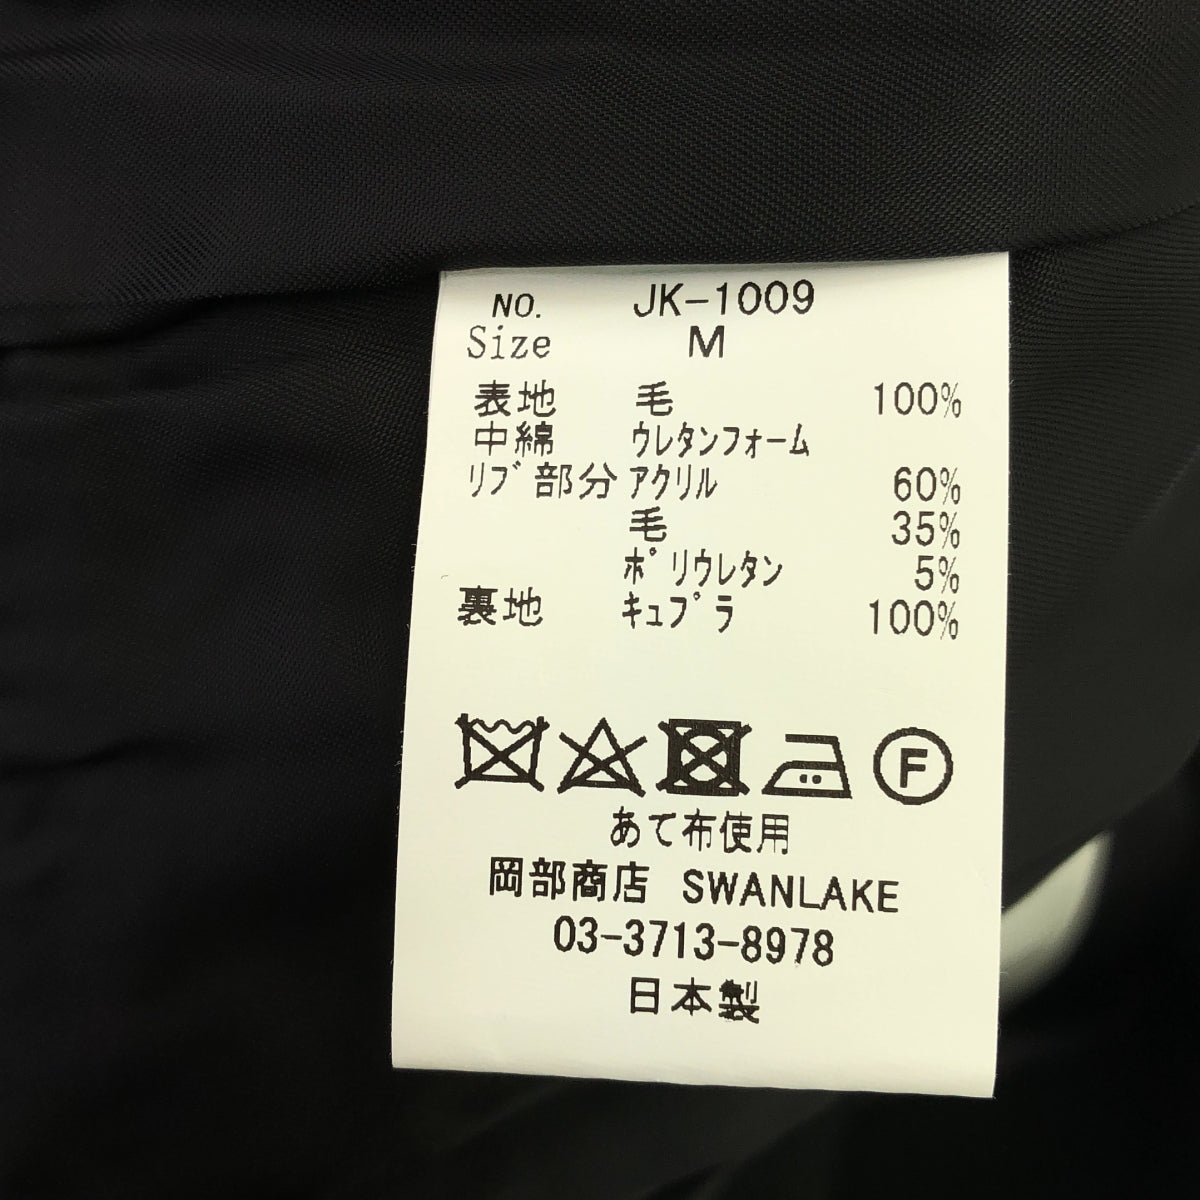 NO. JK-1009
Size M
表地 毛 100%
中綿 ウレタンフォーム
リブ部分 アクリル 60%
毛 35%
ポリウレタン 5%
裏地 キュプラ 100%
F
あて布使用
岡部商店 SWANLAKE
03-3713-8978
日本製